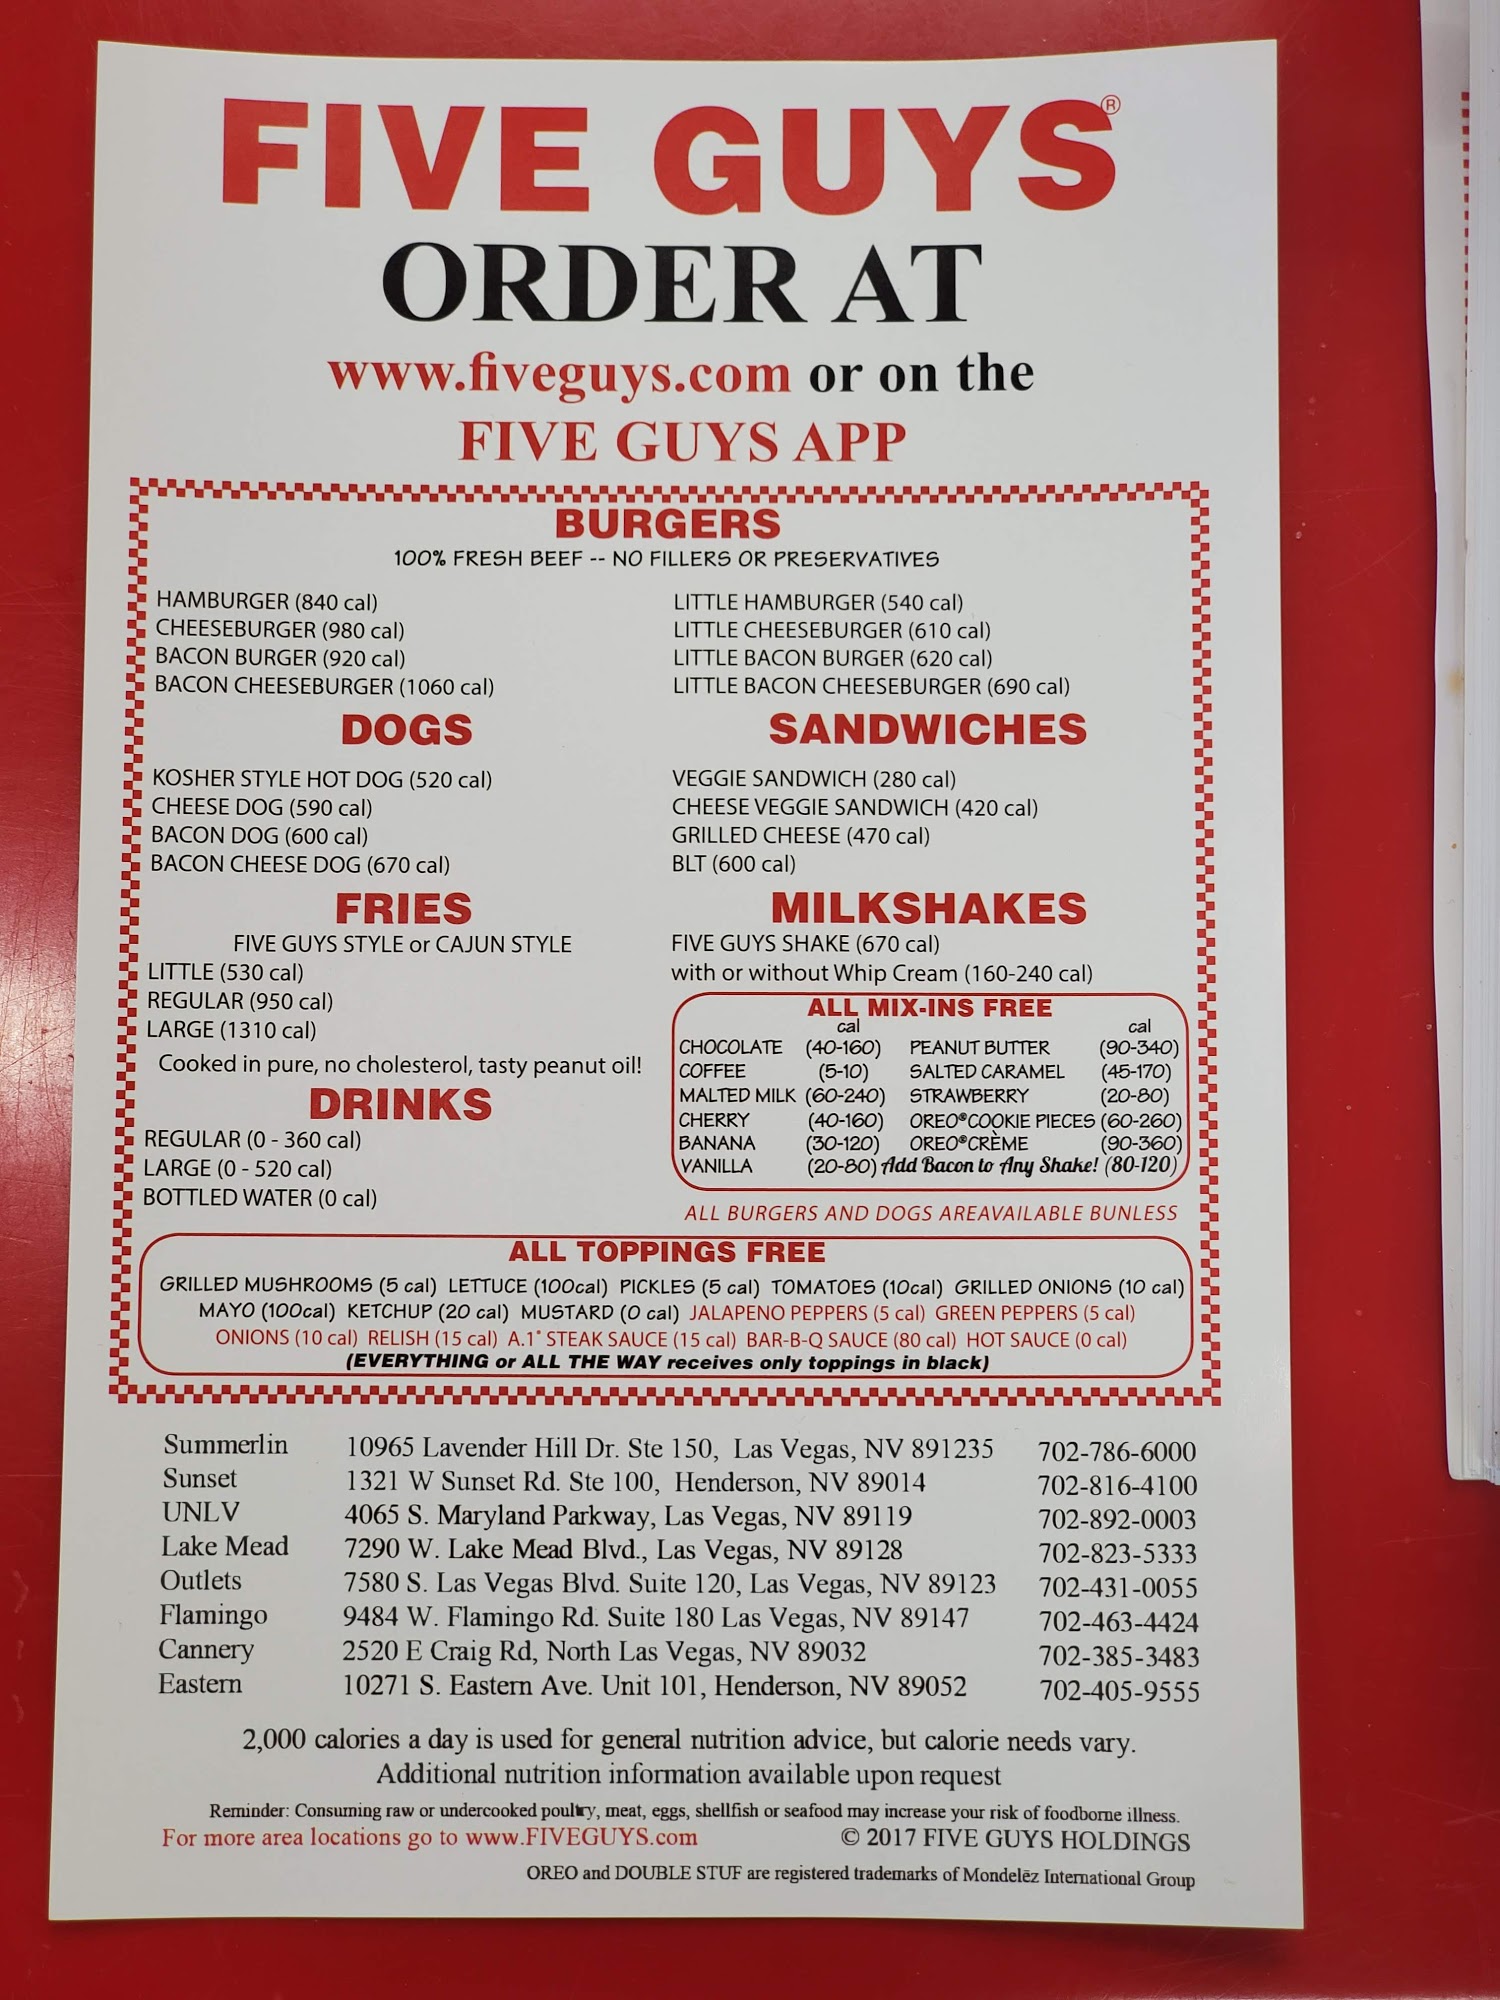 FIVE GUYS®
ORDER AT
www.fiveguys.com or on the
FIVE GUYS APP
BURGERS
100% FRESH BEEF -- NO FILLERS OR PRESERVATIVES
HAMBURGER (840 cal)
CHEESEBURGER (980 cal)
BACON BURGER (920 cal)
BACON CHEESEBURGER (1060 cal)
LITTLE HAMBURGER (540 cal)
LITTLE CHEESEBURGER (610 cal)
LITTLE BACON BURGER (620 cal)
LITTLE BACON CHEESEBURGER (690 cal)
DOGS
KOSHER STYLE HOT DOG (520 cal)
CHEESE DOG (590 cal)
BACON DOG (600 cal)
BACON CHEESE DOG (670 cal)
SANDWICHES
VEGGIE SANDWICH (280 cal)
CHEESE VEGGIE SANDWICH (420 cal)
GRILLED CHEESE (470 cal)
BLT (600 cal)
FRIES
FIVE GUYS STYLE or CAJUN STYLE
LITTLE (530 cal)
REGULAR (950 cal)
LARGE (1310 cal)
Cooked in pure, no cholesterol, tasty peanut oil!
DRINKS
REGULAR (0 - 360 cal)
LARGE (0 - 520 cal)
BOTTLED WATER (0 cal)
MILKSHAKES
FIVE GUYS SHAKE (670 cal)
with or without Whip Cream (160-240 cal)
ALL MIX-INS FREE
cal cal
CHOCOLATE (40-160) PEANUT BUTTER (90-340)
COFFEE (5-10) SALTED CARAMEL (45-170)
MALTED MILK (60-240) STRAWBERRY (20-80)
CHERRY (40-160) OREO® COOKIE PIECES (60-260)
BANANA (30-120) OREO® CRÈME (90-360)
VANILLA (20-80) Add Bacon to Any Shake! (80-120)
ALL BURGERS AND DOGS AREAVAILABLE BUNLESS
ALL TOPPINGS FREE
GRILLED MUSHROOMS (5 cal) LETTUCE (100cal) PICKLES (5 cal) TOMATOES (10cal) GRILLED ONIONS (10 cal)
MAYO (100cal) KETCHUP (20 cal) MUSTARD (0 cal) JALAPENO PEPPERS (5 cal) GREEN PEPPERS (5 cal)
ONIONS (10 cal) RELISH (15 cal) A.1® STEAK SAUCE (15 cal) BAR-B-Q SAUCE (80 cal) HOT SAUCE (0 cal)
(EVERYTHING or ALL THE WAY receives only toppings in black)
Summerlin 10965 Lavender Hill Dr. Ste 150, Las Vegas, NV 891235 702-786-6000
Sunset 1321 W Sunset Rd. Ste 100, Henderson, NV 89014 702-816-4100
UNLV 4065 S. Maryland Parkway, Las Vegas, NV 89119 702-892-0003
Lake Mead 7290 W. Lake Mead Blvd., Las Vegas, NV 89128 702-823-5333
Outlets 7580 S. Las Vegas Blvd. Suite 120, Las Vegas, NV 89123 702-431-0055
Flamingo 9484 W. Flamingo Rd. Suite 180 Las Vegas, NV 89147 702-463-4424
Cannery 2520 E Craig Rd, North Las Vegas, NV 89032 702-385-3483
Eastern 10271 S. Eastern Ave. Unit 101, Henderson, NV 89052 702-405-9555
2,000 calories a day is used for general nutrition advice, but calorie needs vary.
Additional nutrition information available upon request
Reminder: Consuming raw or undercooked poultry, meat, eggs, shellfish or seafood may increase your risk of foodborne illness.
For more area locations go to www.FIVEGUYS.com © 2017 FIVE GUYS HOLDINGS
OREO and DOUBLE STUF are registered trademarks of Mondelēz International Group